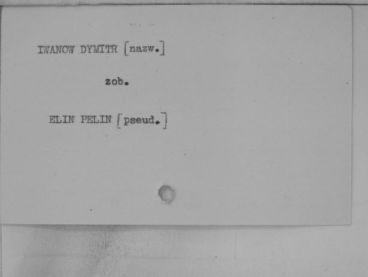 IWANOW DYMITR [nazw.]
zob.
ELIN PELIN [pseud.]